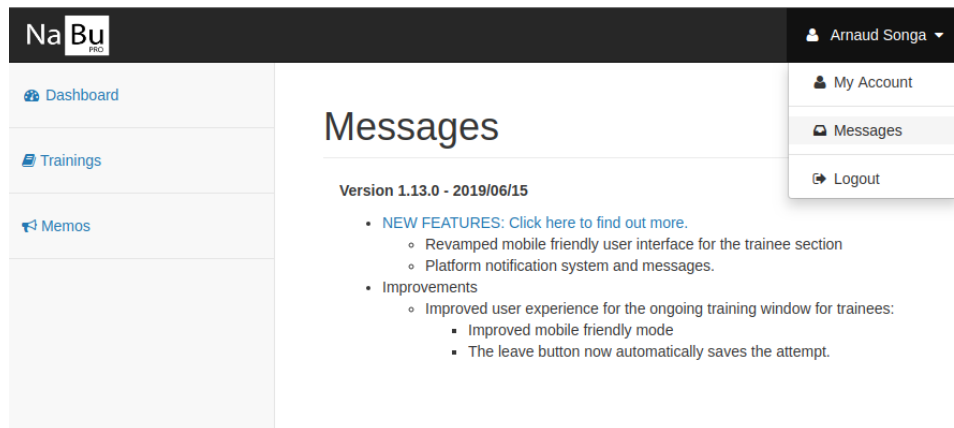 NaBu
PRO
Arnaud Songa
My Account
Messages
Logout
Dashboard
Trainings
Memos
Messages
Version 1.13.0 - 2019/06/15
NEW FEATURES: Click here to find out more.
Revamped mobile friendly user interface for the trainee section
Platform notification system and messages.
Improvements
Improved user experience for the ongoing training window for trainees:
Improved mobile friendly mode
The leave button now automatically saves the attempt.